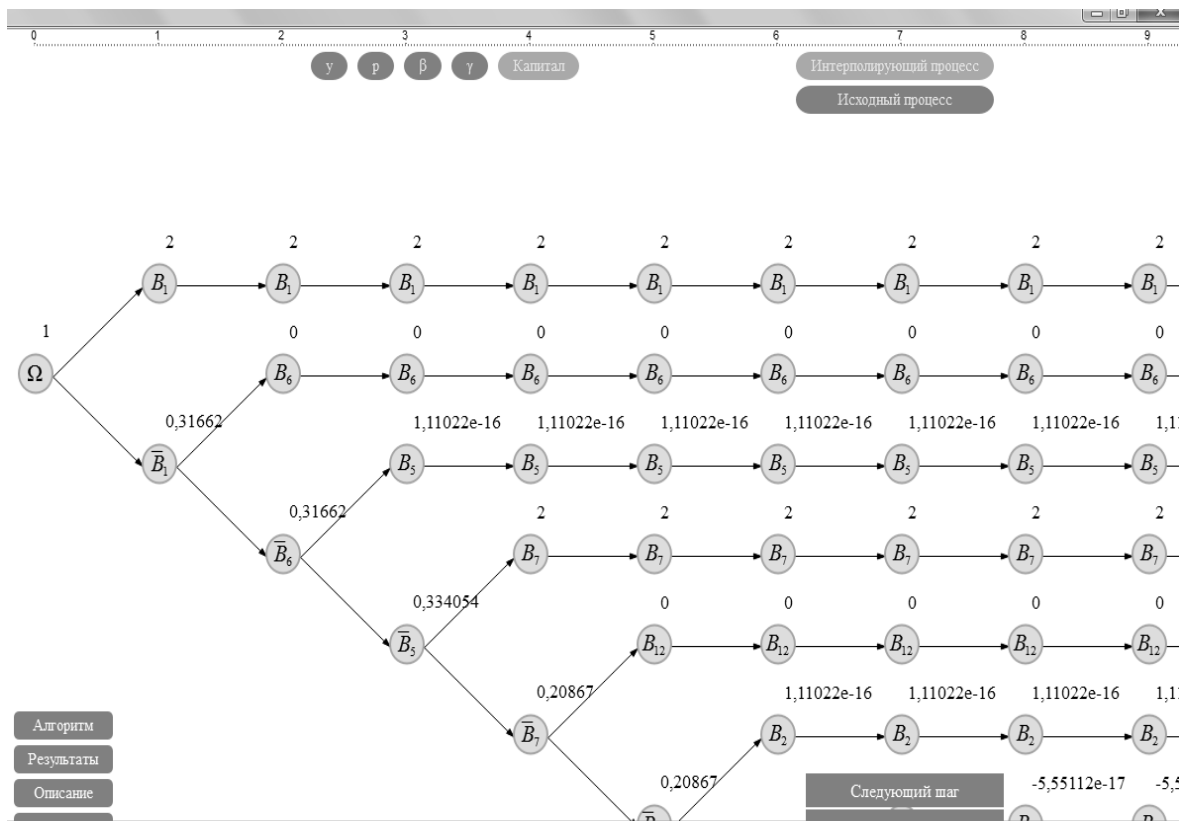 0 1 2 3 4 5 6 7 8 9
y p β γ Капитал Интерполирующий процесс
Исходный процесс
2 2 2 2 2 2 2 2 2
B₁ B₁ B₁ B₁ B₁ B₁ B₁ B₁ B₁
1 0 0 0 0 0 0 0 0
Ω B₆ B₆ B₆ B₆ B₆ B₆ B₆ B₆
0,31662 1,11022e-16 1,11022e-16 1,11022e-16 1,11022e-16 1,11022e-16 1,11022e-16 1,1
B̅₁ B₅ B₅ B₅ B₅ B₅ B₅ B₅
0,31662 2 2 2 2 2 2
B̅₆ B₇ B₇ B₇ B₇ B₇ B₇
0,334054 0 0 0 0 0
B̅₅ B₁₂ B₁₂ B₁₂ B₁₂ B₁₂
0,20867 1,11022e-16 1,11022e-16 1,11022e-16 1,1
Алгоритм B̅₇ B₂ B₂ B₂ B₂
Результаты
0,20867 -5,55112e-17 -5,5
Описание Следующий шаг